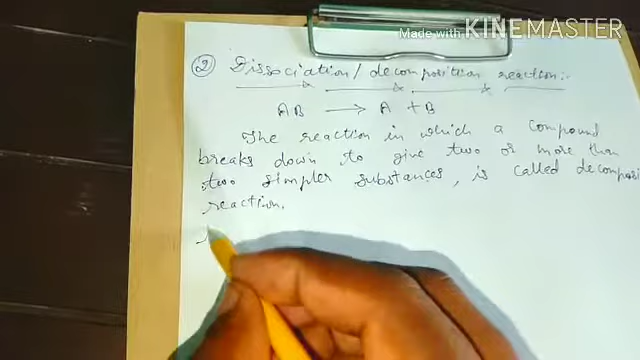 Made with KINEMASTER
② Dissociation/decomposition reaction:-
AB → A + B
The reaction in which a compound
breaks down to give two or more than
two simpler substances, is called decomposi
reaction.